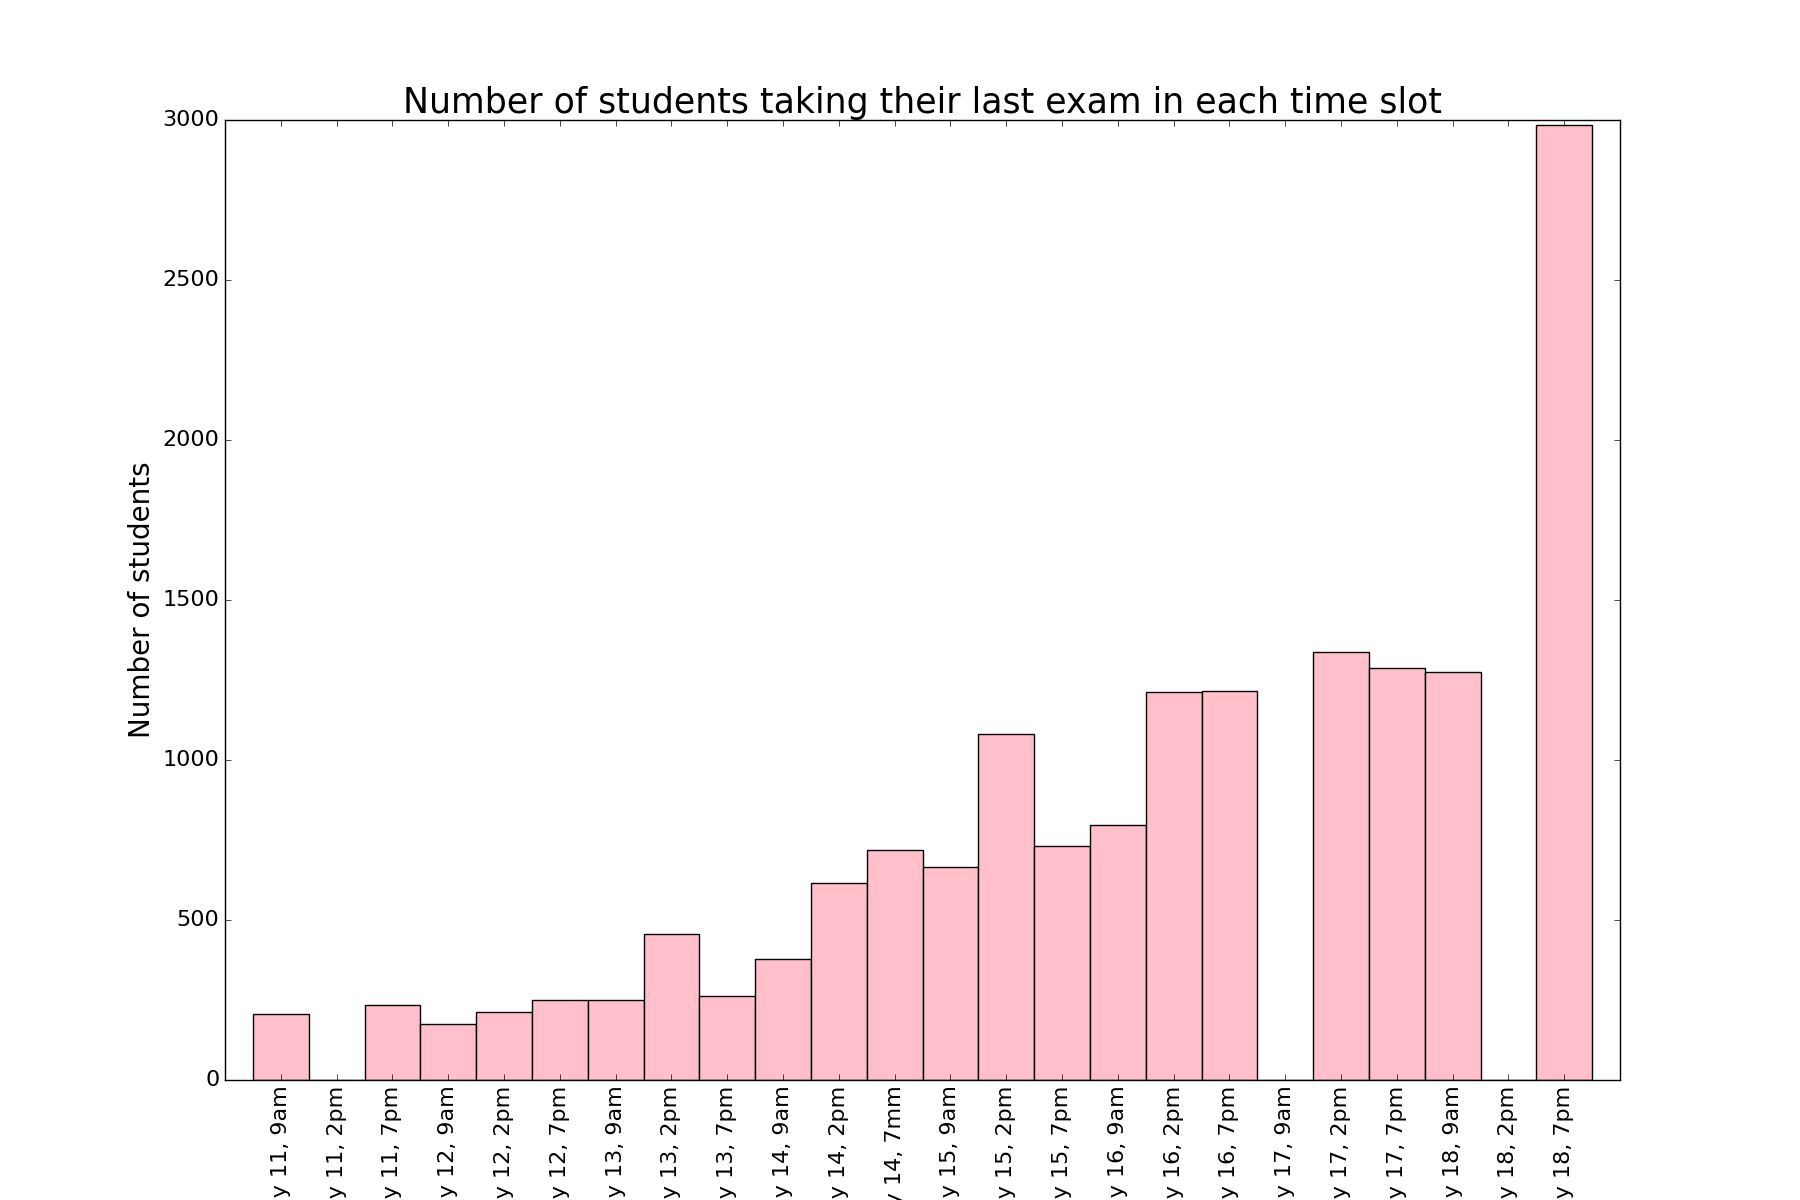 Number of students taking their last exam in each time slot
Number of students
3000
2500
2000
1500
1000
500
0
y 11, 9am
y 11, 2pm
y 11, 7pm
y 12, 9am
y 12, 2pm
y 12, 7pm
y 13, 9am
y 13, 2pm
y 13, 7pm
y 14, 9am
y 14, 2pm
y 14, 7mm
y 15, 9am
y 15, 2pm
y 15, 7pm
y 16, 9am
y 16, 2pm
y 16, 7pm
y 17, 9am
y 17, 2pm
y 17, 7pm
y 18, 9am
y 18, 2pm
y 18, 7pm